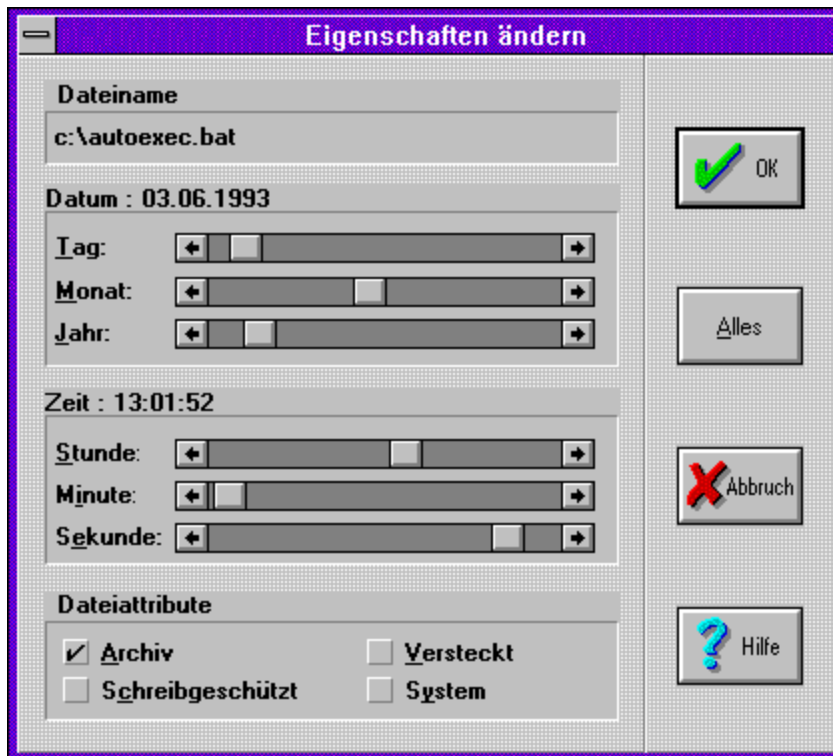 Eigenschaften ändern
Dateiname
c:\autoexec.bat
Datum : 03.06.1993
Tag:
Monat:
Jahr:
Zeit : 13:01:52
Stunde:
Minute:
Sekunde:
Dateiattribute
Archiv
Versteckt
Schreibgeschützt
System
OK
Alles
Abbruch
Hilfe